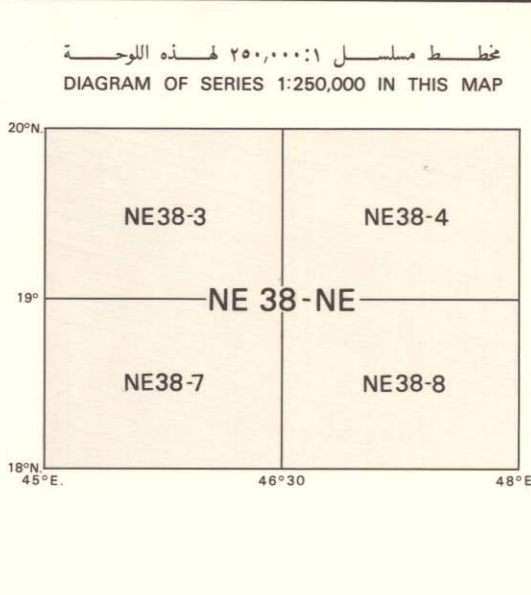 مخطط مسلسل ٢٥٠,٠٠٠:١ لهذه اللوحة
DIAGRAM OF SERIES 1:250,000 IN THIS MAP
20°N.
NE38-3 NE38-4
19° NE 38-NE
NE38-7 NE38-8
18°N.
45°E. 46°30 48°E